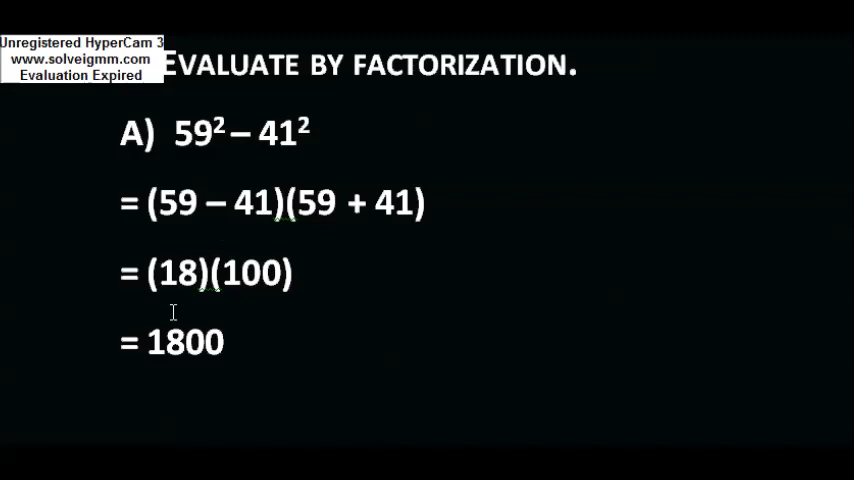 Unregistered HyperCam 3
www.solveigmm.com
Evaluation Expired
EVALUATE BY FACTORIZATION.
A) 59² – 41²
= (59 – 41)(59 + 41)
= (18)(100)
= 1800